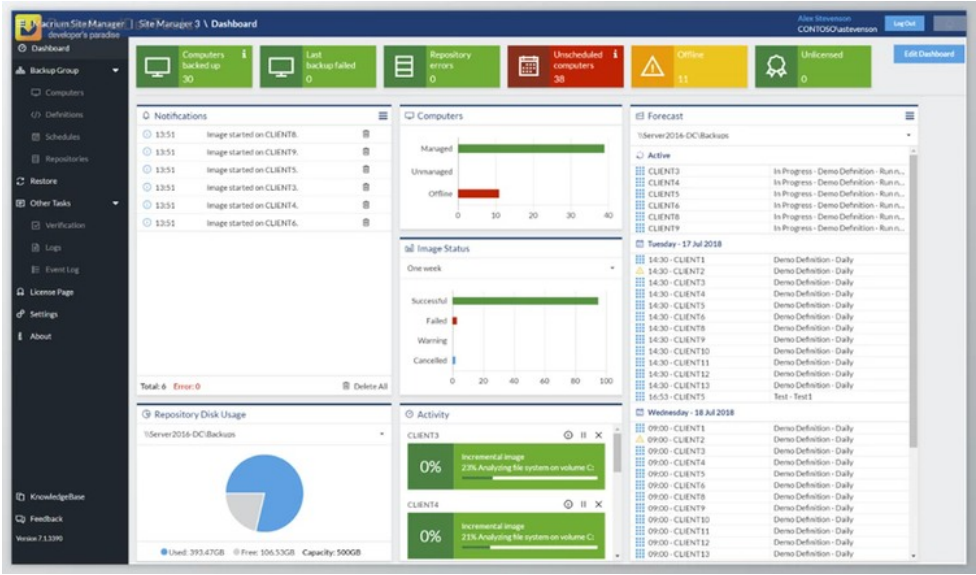 Macrium Site Manager
developer's paradise
Site Manager 3 \ Dashboard
Alex Stevenson
CONTOSO\astevenson
Log Out
Dashboard
Backup Group
Computers
Definitions
Schedules
Repositories
Restore
Other Tasks
Verification
Logs
Event Log
License Page
Settings
About
KnowledgeBase
Feedback
Version 7.1.3390
Computers
backed up
30
Last
backup failed
0
Repository
errors
0
Unscheduled
computers
38
Offline
11
Unlicensed
0
Edit Dashboard
Notifications
13:51 Image started on CLIENT8.
13:51 Image started on CLIENT9.
13:51 Image started on CLIENT5.
13:51 Image started on CLIENT3.
13:51 Image started on CLIENT4.
13:51 Image started on CLIENT6.
Total: 6 Error: 0 Delete All
Computers
Managed
Unmanaged
Offline
0 10 20 30 40
Image Status
One week
Successful
Failed
Warning
Cancelled
0 20 40 60 80 100
Repository Disk Usage
\\Server2016-DC\Backups
Used: 393.47GB Free: 106.53GB Capacity: 500GB
Activity
CLIENT3
0%
Incremental image
23% Analyzing file system on volume C:
CLIENT4
0%
Incremental image
21% Analyzing file system on volume C:
Forecast
\\Server2016-DC\Backups
Active
CLIENT3 In Progress - Demo Definition - Run n...
CLIENT4 In Progress - Demo Definition - Run n...
CLIENT5 In Progress - Demo Definition - Run n...
CLIENT6 In Progress - Demo Definition - Run n...
CLIENT8 In Progress - Demo Definition - Run n...
CLIENT9 In Progress - Demo Definition - Run n...
Tuesday - 17 Jul 2018
14:30 - CLIENT1 Demo Definition - Daily
14:30 - CLIENT2 Demo Definition - Daily
14:30 - CLIENT3 Demo Definition - Daily
14:30 - CLIENT4 Demo Definition - Daily
14:30 - CLIENT5 Demo Definition - Daily
14:30 - CLIENT6 Demo Definition - Daily
14:30 - CLIENT8 Demo Definition - Daily
14:30 - CLIENT9 Demo Definition - Daily
14:30 - CLIENT10 Demo Definition - Daily
14:30 - CLIENT11 Demo Definition - Daily
14:30 - CLIENT12 Demo Definition - Daily
14:30 - CLIENT13 Demo Definition - Daily
16:53 - CLIENT5 Test - Test1
Wednesday - 18 Jul 2018
09:00 - CLIENT1 Demo Definition - Daily
09:00 - CLIENT2 Demo Definition - Daily
09:00 - CLIENT3 Demo Definition - Daily
09:00 - CLIENT4 Demo Definition - Daily
09:00 - CLIENT5 Demo Definition - Daily
09:00 - CLIENT6 Demo Definition - Daily
09:00 - CLIENT8 Demo Definition - Daily
09:00 - CLIENT9 Demo Definition - Daily
09:00 - CLIENT10 Demo Definition - Daily
09:00 - CLIENT11 Demo Definition - Daily
09:00 - CLIENT12 Demo Definition - Daily
09:00 - CLIENT13 Demo Definition - Daily